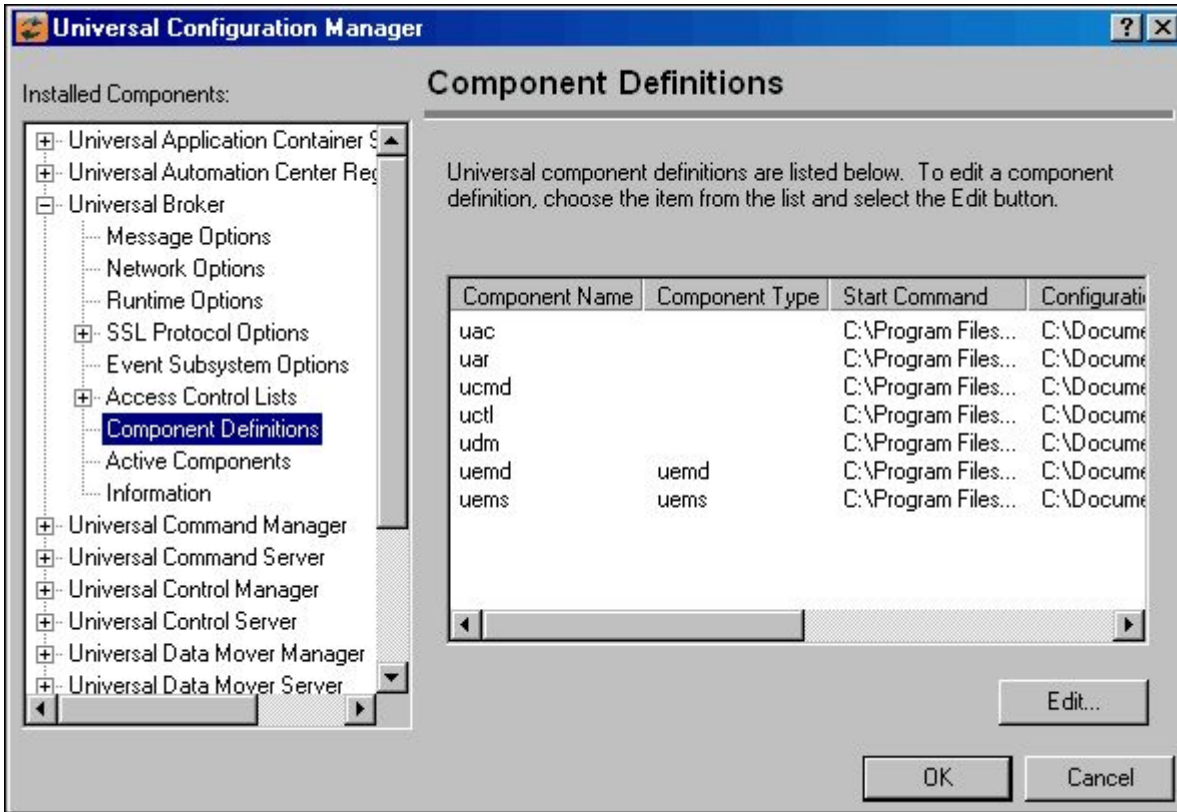 Universal Configuration Manager
Installed Components:
Universal Application Container S
Universal Automation Center Reg
Universal Broker
Message Options
Network Options
Runtime Options
SSL Protocol Options
Event Subsystem Options
Access Control Lists
Component Definitions
Active Components
Information
Universal Command Manager
Universal Command Server
Universal Control Manager
Universal Control Server
Universal Data Mover Manager
Universal Data Mover Server
Component Definitions
Universal component definitions are listed below. To edit a component
definition, choose the item from the list and select the Edit button.
Component Name Component Type Start Command Configurati
uac C:\Program Files... C:\Docume
uar C:\Program Files... C:\Docume
ucmd C:\Program Files... C:\Docume
uctl C:\Program Files... C:\Docume
udm C:\Program Files... C:\Docume
uemd uemd C:\Program Files... C:\Docume
uems uems C:\Program Files... C:\Docume
Edit...
OK Cancel